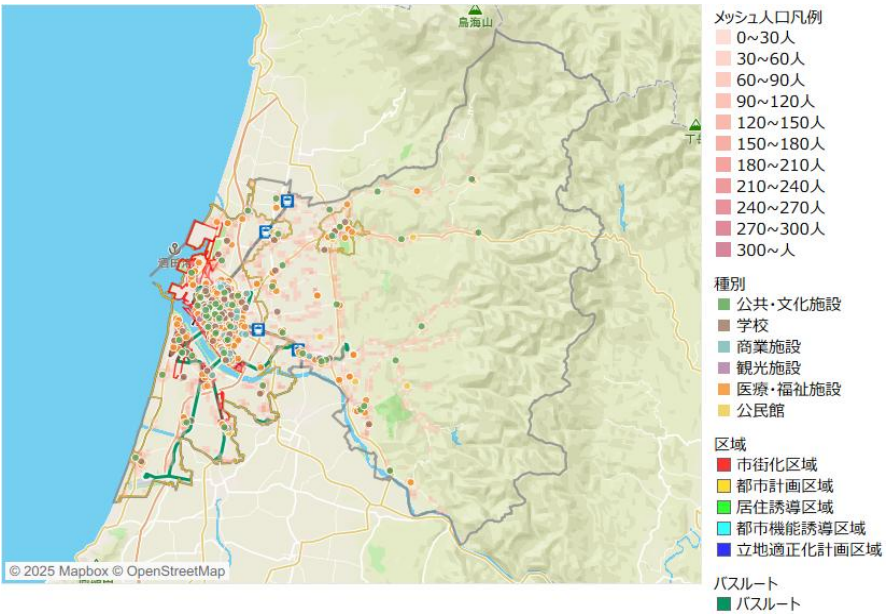 鳥海山
メッシュ人口凡例
0~30人
30~60人
60~90人
90~120人
120~150人
150~180人
180~210人
210~240人
240~270人
270~300人
300~人
種別
公共・文化施設
学校
商業施設
観光施設
医療・福祉施設
公民館
区域
市街化区域
都市計画区域
居住誘導区域
都市機能誘導区域
立地適正化計画区域
バスルート
バスルート
© 2025 Mapbox © OpenStreetMap